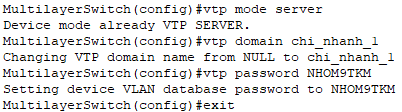 MultilayerSwitch(config)#vtp mode server
Device mode already VTP SERVER.
MultilayerSwitch(config)#vtp domain chi_nhanh_1
Changing VTP domain name from NULL to chi_nhanh_1
MultilayerSwitch(config)#vtp password NHOM9TKM
Setting device VLAN database password to NHOM9TKM
MultilayerSwitch(config)#exit